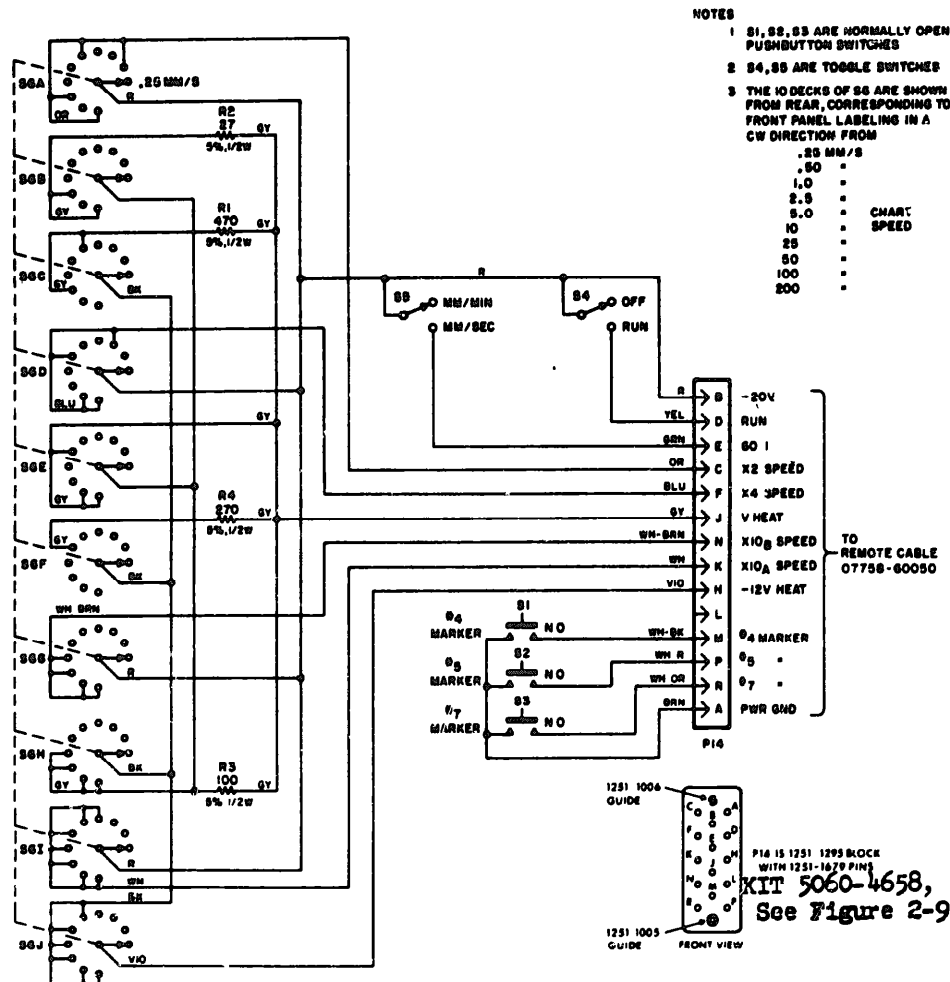 NOTES
1 S1,S2,S3 ARE NORMALLY OPEN
PUSHBUTTON SWITCHES
2 S4,S5 ARE TOGGLE SWITCHES
3 THE 10 DECKS OF S6 ARE SHOWN
FROM REAR, CORRESPONDING TO
FRONT PANEL LABELING IN A
CW DIRECTION FROM
.25 MM/S
.50 "
1.0 "
2.5 "
5.0 "
10 "
25 "
50 "
100 "
200 "
CHART
SPEED
S6A
.25 MM/S
R
OR
R2
27
5%,1/2W
GY
S6B
GY
R1
470
5%,1/2W
GY
S6C
GY
BK
S6D
BLU
GY
S6E
GY
R4
270
5%,1/2W
GY
S6F
GY
BK
WH BRN
S6G
R
S6H
GY
BK
R3
100
5% 1/2W
GY
S6I
R
WH
BK
S6J
VIO
R
S5
MM/MIN
MM/SEC
S4
OFF
RUN
R B -20V
YEL D RUN
GRN E 60 1
OR C X2 SPEED
BLU F X4 SPEED
GY J V HEAT
WH-BRN N X10B SPEED
WH K X10A SPEED
VIO H -12V HEAT
L
WH-BK M #4 MARKER
WH R P #5 "
WH OR R #7 "
BRN A PWR GND
P14
TO
REMOTE CABLE
07758-60050
#4
MARKER
S1
NO
#5
MARKER
S2
NO
#7
MARKER
S3
NO
1251 1006
GUIDE
C B A
F E D
K J H
N M L
P
1251 1005
GUIDE
FRONT VIEW
P14 IS 1251 1295 BLOCK
WITH 1251-1679 PINS
KIT 5060-4658,
See Figure 2-9